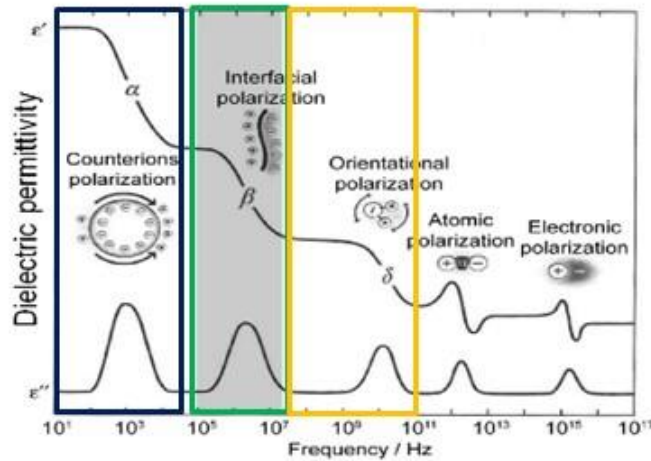 ε′
α
Interfacial
polarization
Counterions
polarization
β
Orientational
polarization
Atomic
polarization
Electronic
polarization
δ
Dielectric permittivity
ε″
10¹ 10³ 10⁵ 10⁷ 10⁹ 10¹¹ 10¹³ 10¹⁵ 10¹⁷
Frequency / Hz